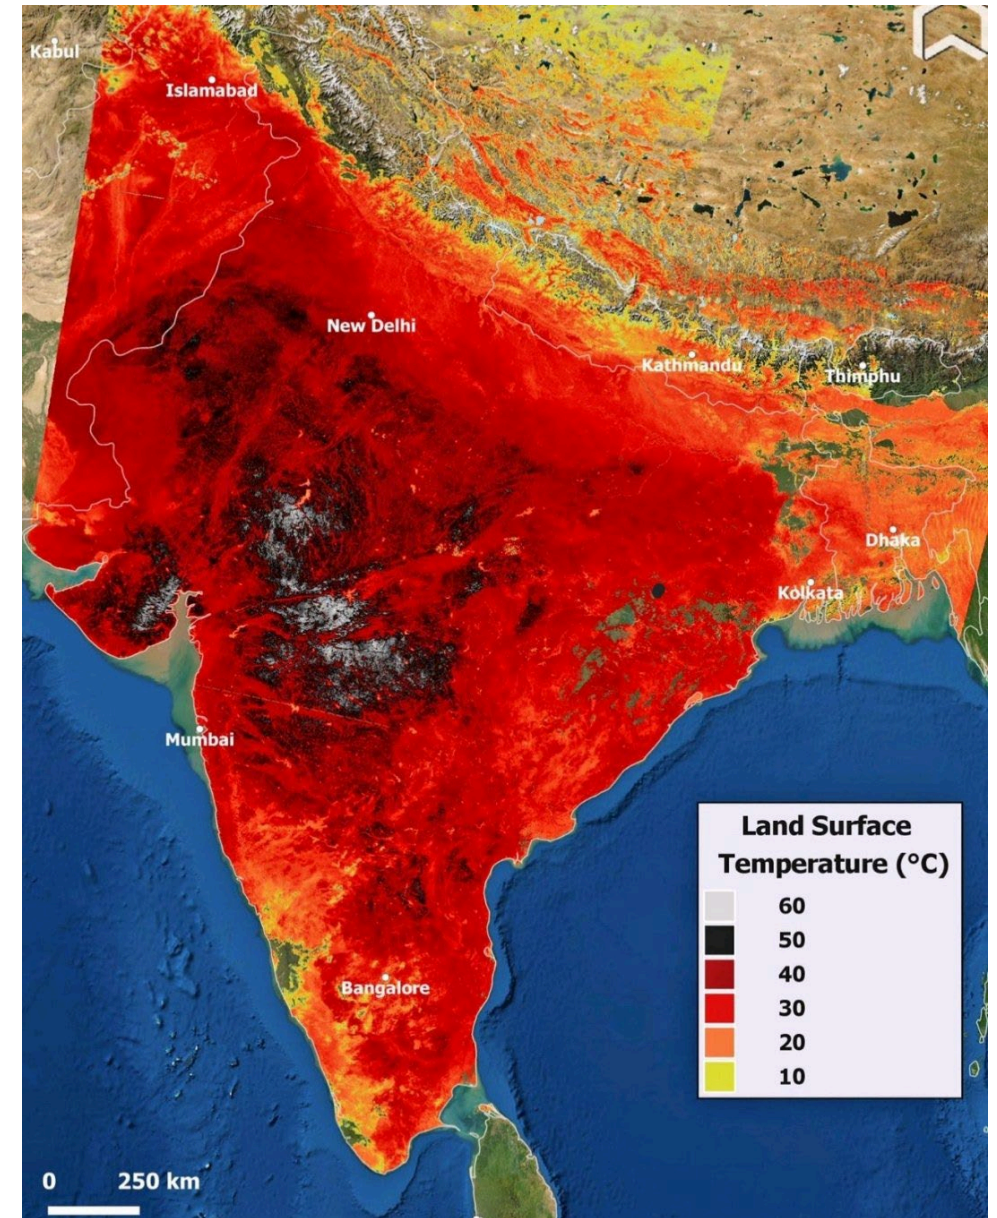 Kabul
Islamabad
New Delhi
Kathmandu
Thimphu
Dhaka
Kolkata
Mumbai
Bangalore
Land Surface
Temperature (°C)
60
50
40
30
20
10
0 250 km